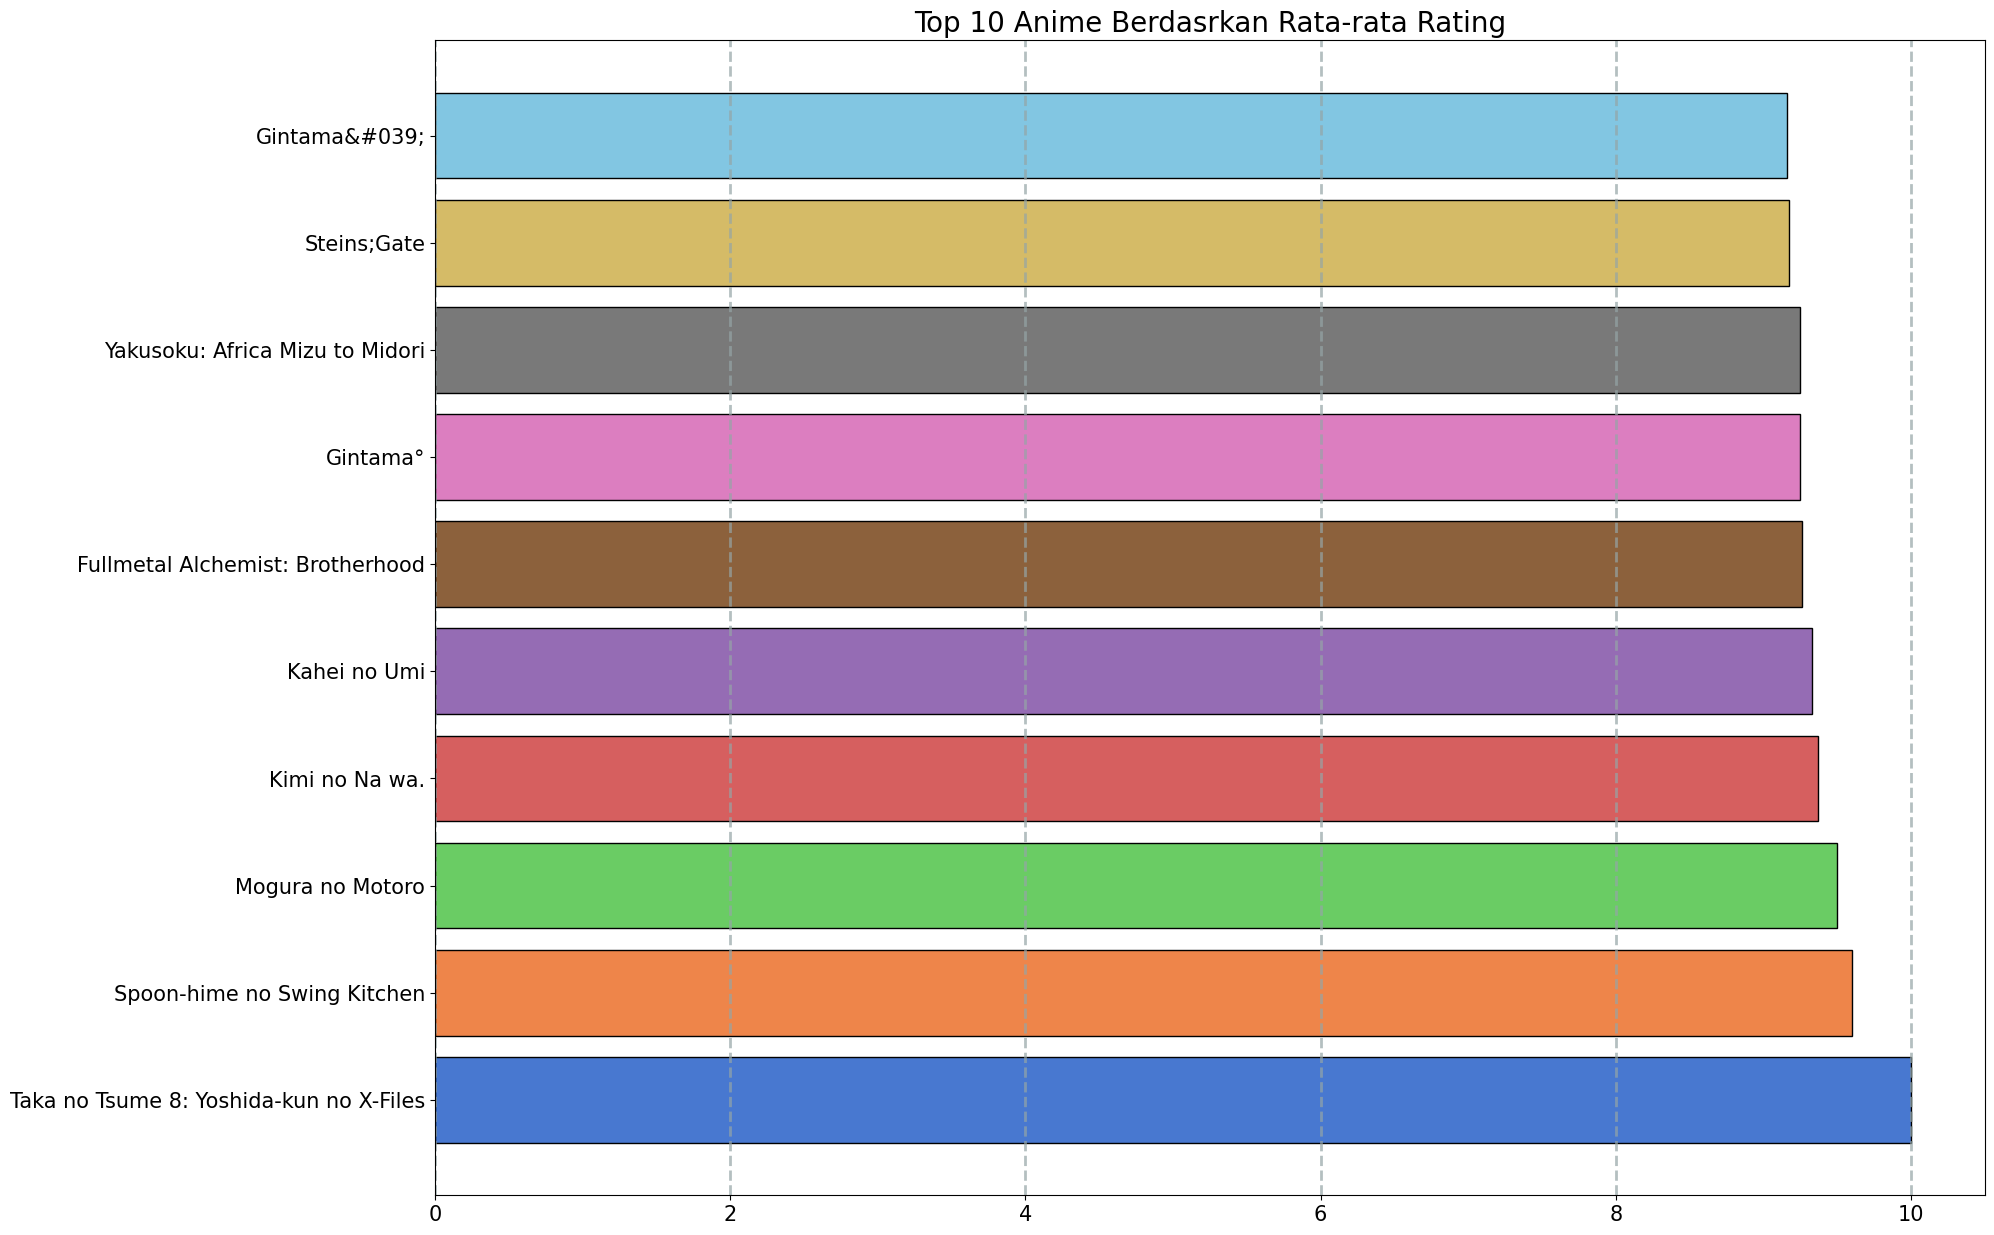 Top 10 Anime Berdasrkan Rata-rata Rating
Gintama&#039;
Steins;Gate
Yakusoku: Africa Mizu to Midori
Gintama°
Fullmetal Alchemist: Brotherhood
Kahei no Umi
Kimi no Na wa.
Mogura no Motoro
Spoon-hime no Swing Kitchen
Taka no Tsume 8: Yoshida-kun no X-Files
0 2 4 6 8 10